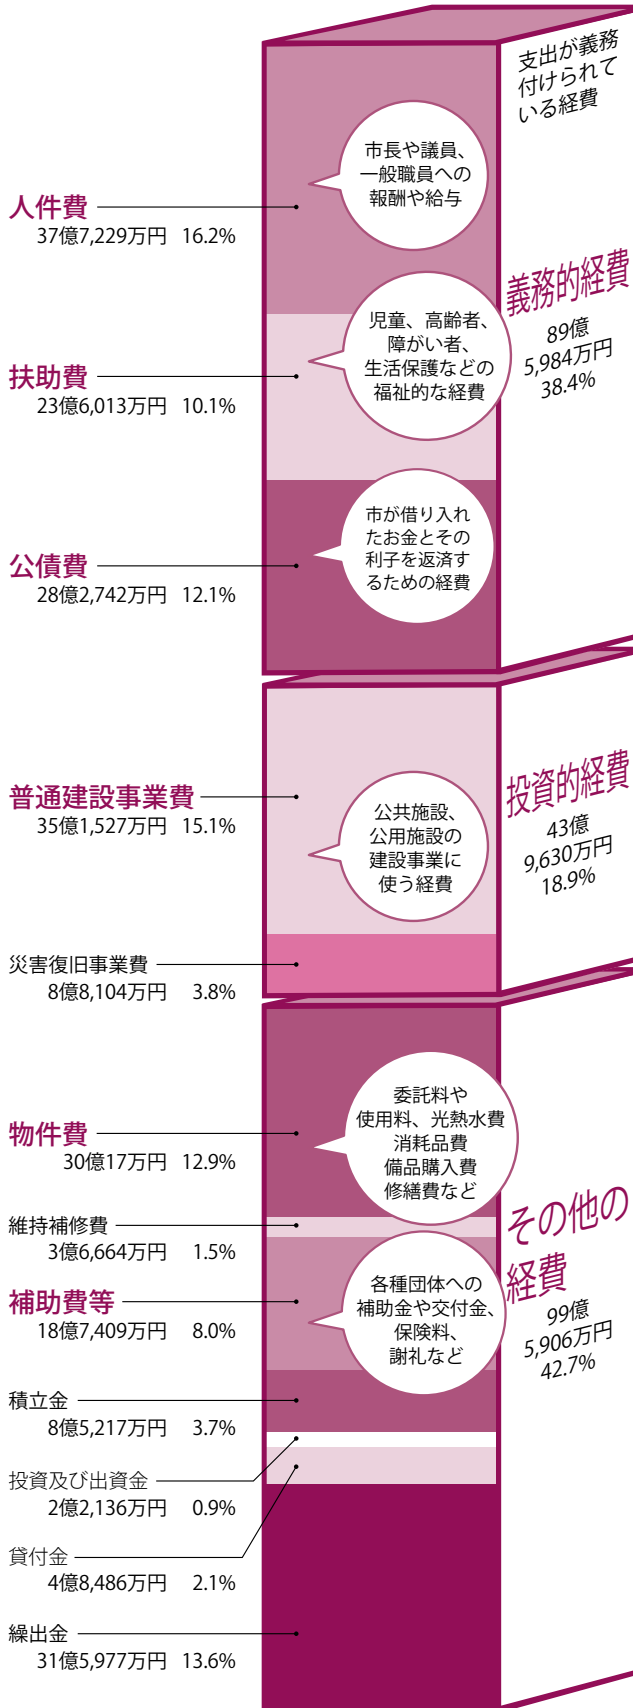 支出が義務
付けられて
いる経費
市長や議員、
一般職員への
報酬や給与
人件費
37億7,229万円 16.2%
義務的経費
89億
5,984万円
38.4%
児童、高齢者、
障がい者、
生活保護などの
福祉的な経費
扶助費
23億6,013万円 10.1%
市が借り入れ
たお金とその
利子を返済す
るための経費
公債費
28億2,742万円 12.1%
投資的経費
43億
9,630万円
18.9%
普通建設事業費
35億1,527万円 15.1%
公共施設、
公用施設の
建設事業に
使う経費
災害復旧事業費
8億8,104万円 3.8%
委託料や
使用料、光熱水費
消耗品費
備品購入費
修繕費など
物件費
30億17万円 12.9%
その他の
経費
99億
5,906万円
42.7%
維持補修費
3億6,664万円 1.5%
各種団体への
補助金や交付金、
保険料、
謝礼など
補助費等
18億7,409万円 8.0%
積立金
8億5,217万円 3.7%
投資及び出資金
2億2,136万円 0.9%
貸付金
4億8,486万円 2.1%
繰出金
31億5,977万円 13.6%